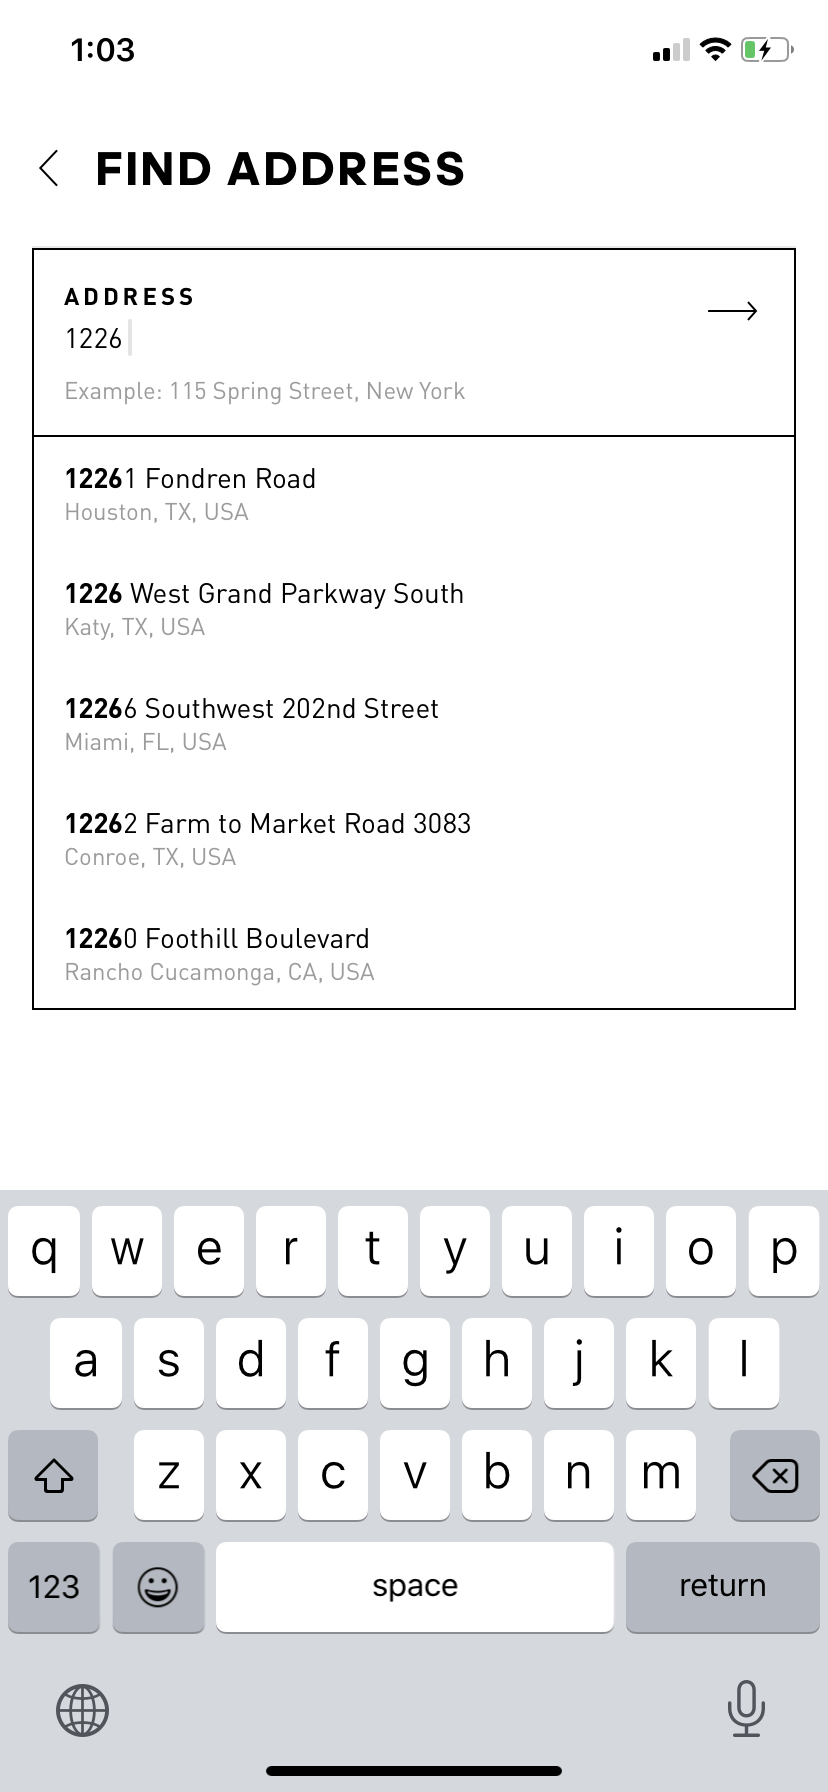 1:03
FIND ADDRESS
ADDRESS
1226
Example: 115 Spring Street, New York
12261 Fondren Road
Houston, TX, USA
1226 West Grand Parkway South
Katy, TX, USA
12266 Southwest 202nd Street
Miami, FL, USA
12262 Farm to Market Road 3083
Conroe, TX, USA
12260 Foothill Boulevard
Rancho Cucamonga, CA, USA
q w e r t y u i o p
a s d f g h j k l
z x c v b n m
123 space return